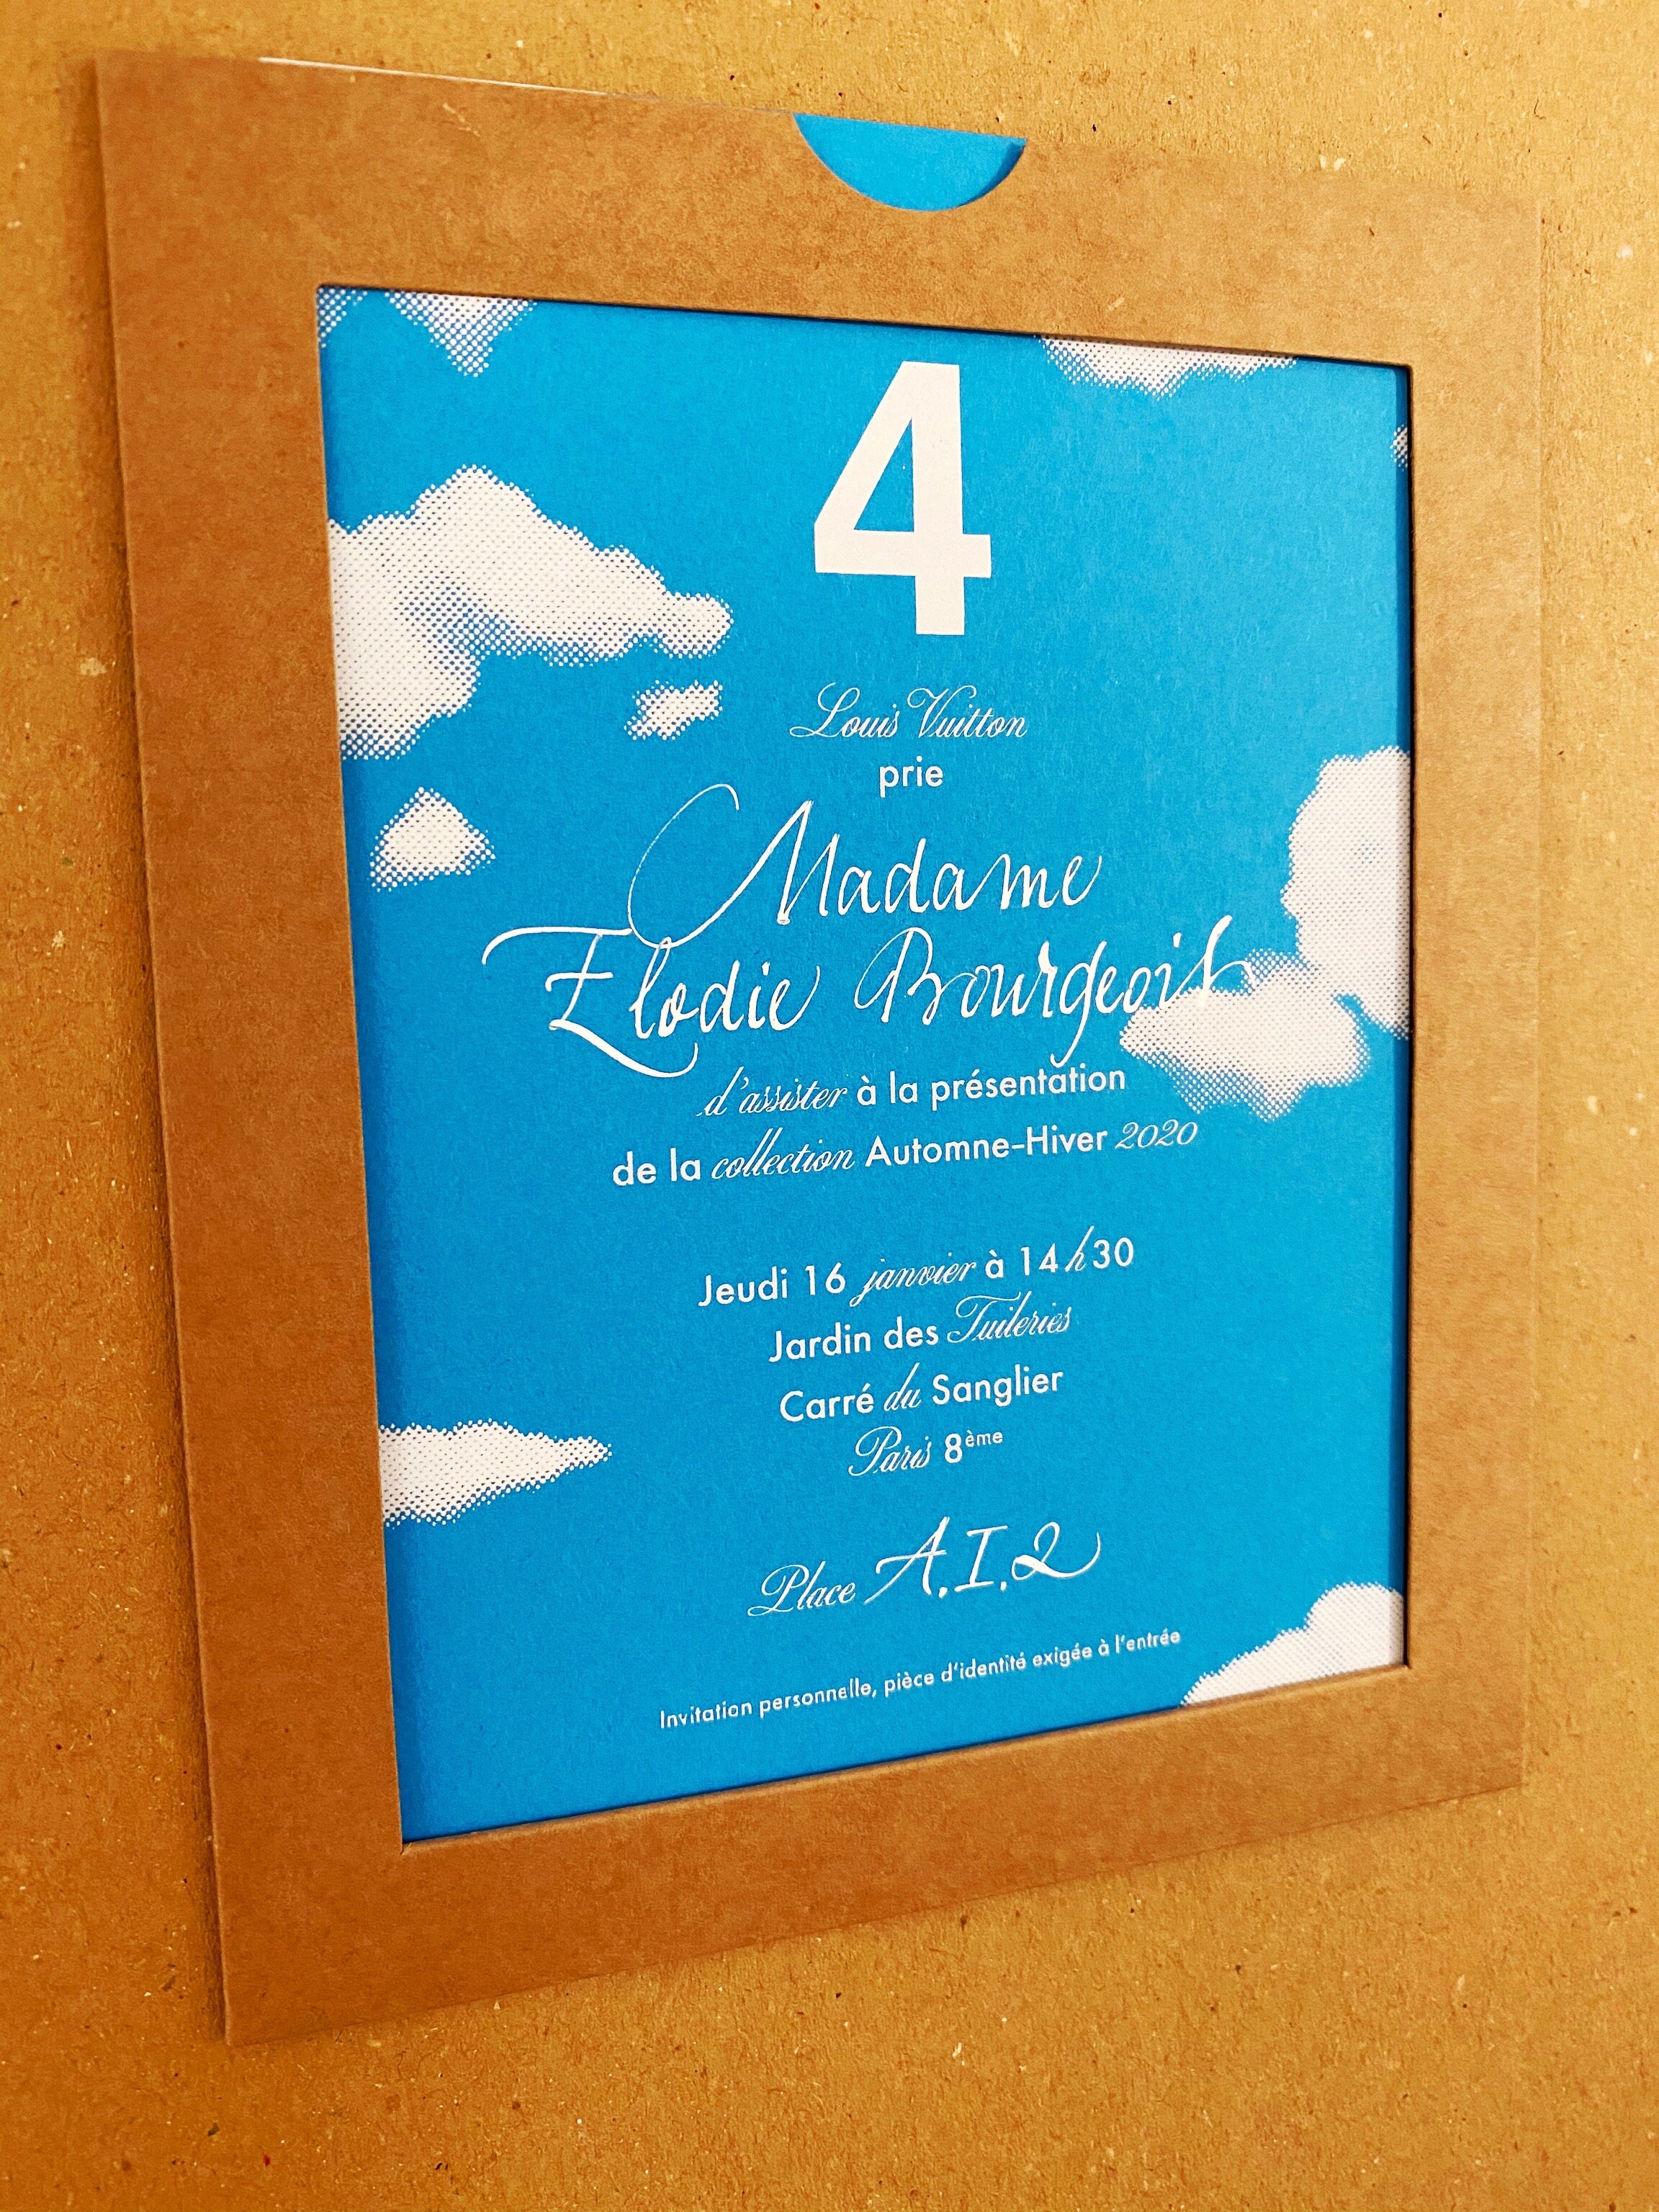 4
Louis Vuitton
prie
Madame
Elodie Bourgeois
d'assister à la présentation
de la collection Automne-Hiver 2020
Jeudi 16 janvier à 14h30
Jardin des Tuileries
Carré du Sanglier
Paris 8ème
Place A.I.2
Invitation personnelle, pièce d'identité exigée à l'entrée